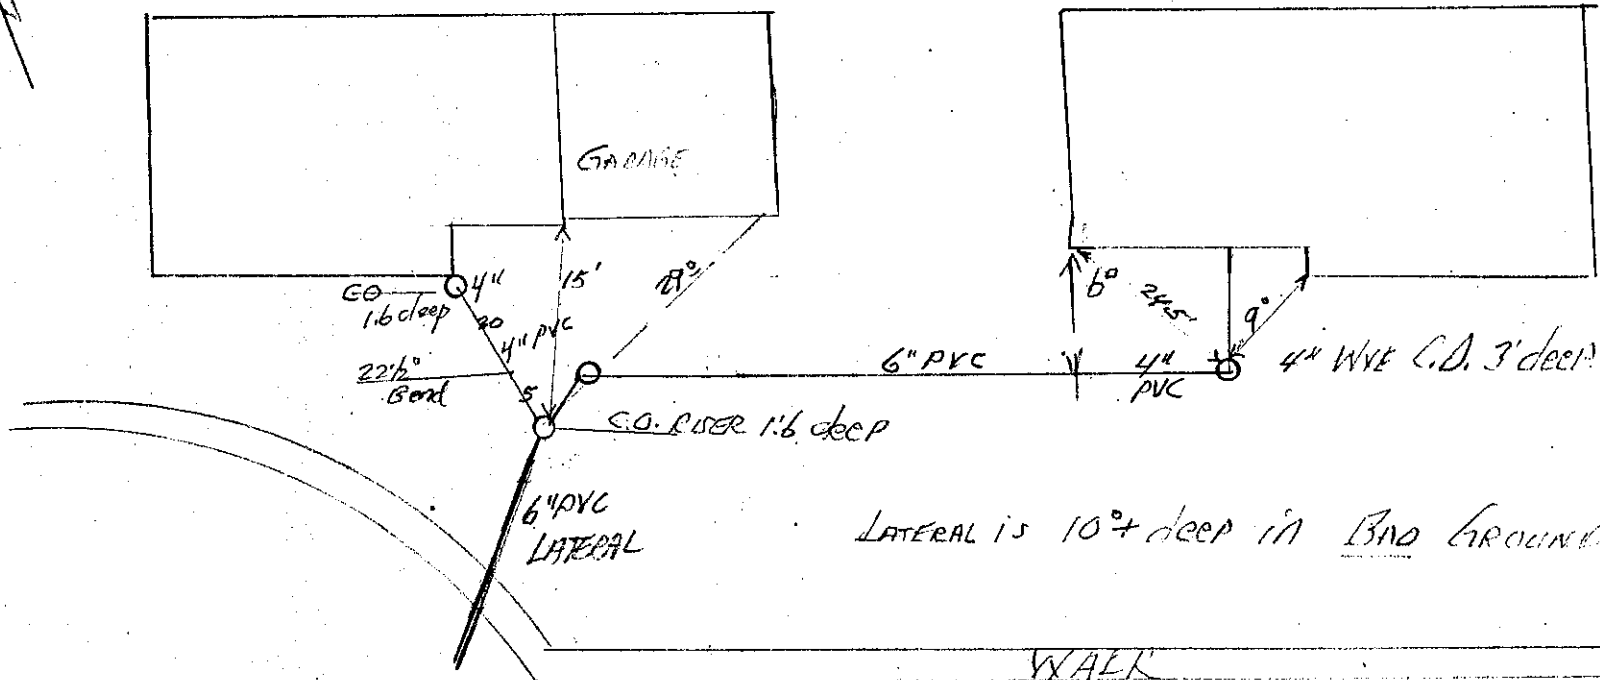 GARAGE
15'
6°
24.5'
9°
CO
4"
1.6 deep
20
4" PVC
22½°
Bend
5
6" PVC
4"
PVC
4" WYE C.O. 3' deep
C.O. RISER 1.6 deep
6" PVC
LATERAL
LATERAL is 10°+ deep in BAD GROUND
WALK